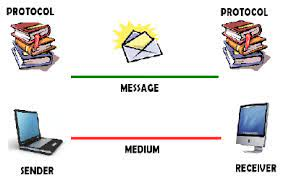 PROTOCOL PROTOCOL
MESSAGE
MEDIUM
SENDER RECEIVER